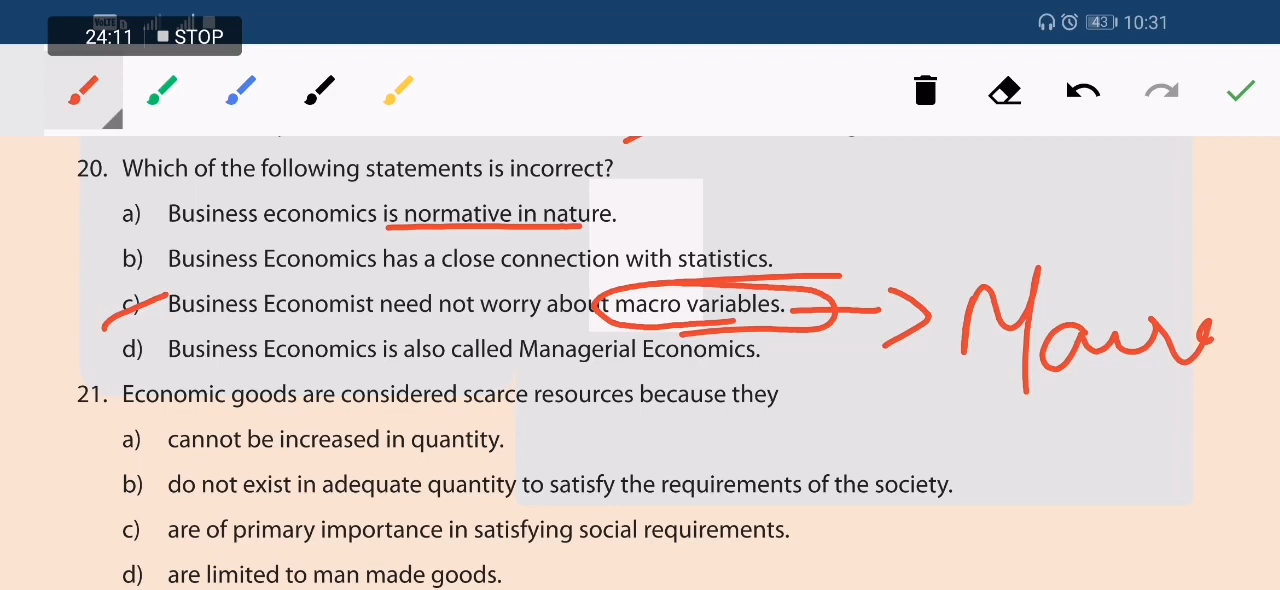 VoLTE
43 10:31
24:11 STOP
20. Which of the following statements is incorrect?
a) Business economics is normative in nature.
b) Business Economics has a close connection with statistics.
c) Business Economist need not worry about macro variables.
d) Business Economics is also called Managerial Economics.
21. Economic goods are considered scarce resources because they
a) cannot be increased in quantity.
b) do not exist in adequate quantity to satisfy the requirements of the society.
c) are of primary importance in satisfying social requirements.
d) are limited to man made goods.